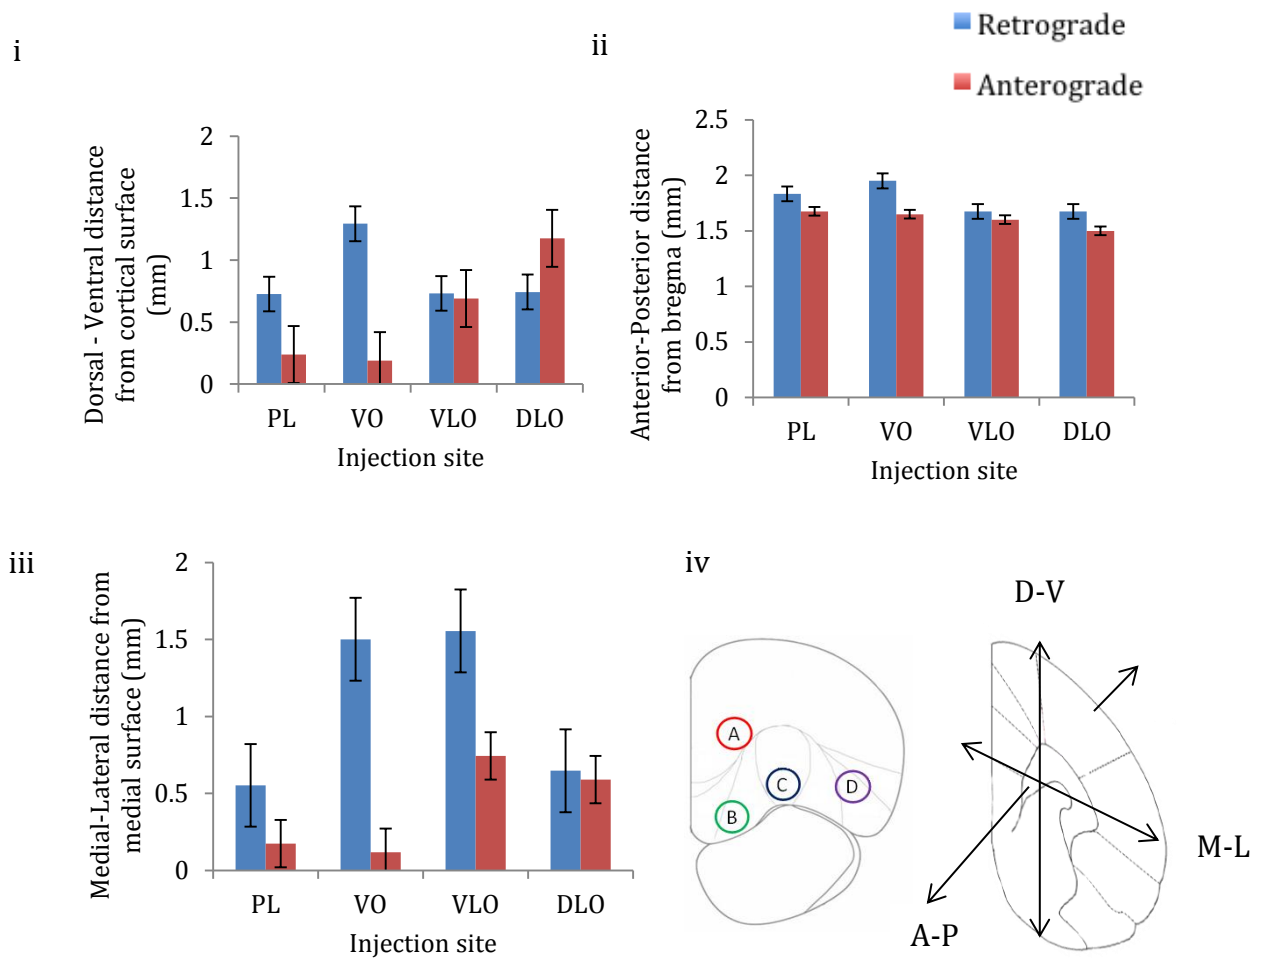 i
ii
Retrograde
Anterograde
Dorsal - Ventral distance
from cortical surface
(mm)
2
1.5
1
0.5
0
PL VO VLO DLO
Injection site
Anterior-Posterior distance
from bregma (mm)
2.5
2
1.5
1
0.5
0
PL VO VLO DLO
Injection site
iii
Medial-Lateral distance from
medial surface (mm)
2
1.5
1
0.5
0
PL VO VLO DLO
Injection site
iv
A
B
C
D
D-V
M-L
A-P